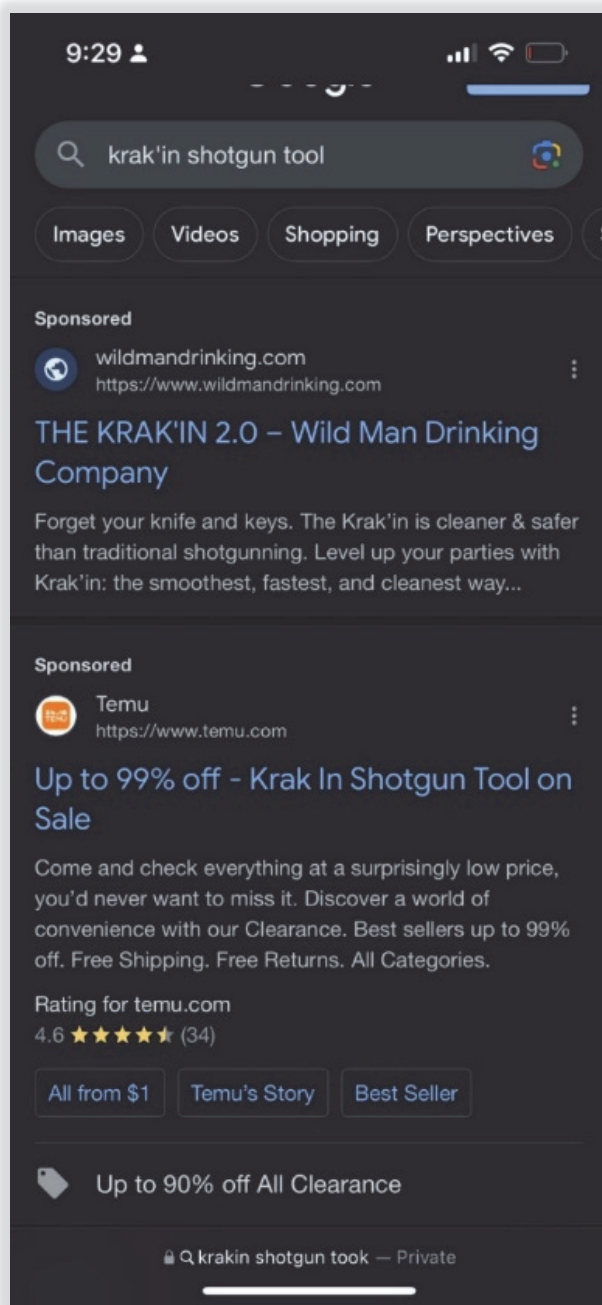 9:29
krak'in shotgun tool
Images Videos Shopping Perspectives
Sponsored
wildmandrinking.com
https://www.wildmandrinking.com
THE KRAK'IN 2.0 – Wild Man Drinking
Company
Forget your knife and keys. The Krak'in is cleaner & safer
than traditional shotgunning. Level up your parties with
Krak'in: the smoothest, fastest, and cleanest way...
Sponsored
Temu
https://www.temu.com
Up to 99% off - Krak In Shotgun Tool on
Sale
Come and check everything at a surprisingly low price,
you'd never want to miss it. Discover a world of
convenience with our Clearance. Best sellers up to 99%
off. Free Shipping. Free Returns. All Categories.
Rating for temu.com
4.6 (34)
All from $1 Temu's Story Best Seller
Up to 90% off All Clearance
krakin shotgun took — Private